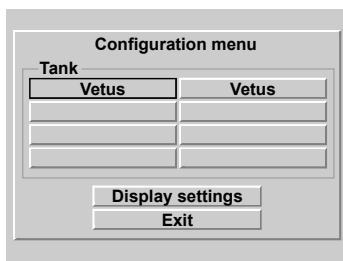 Configuration menu
Tank
Vetus Vetus
Display settings
Exit